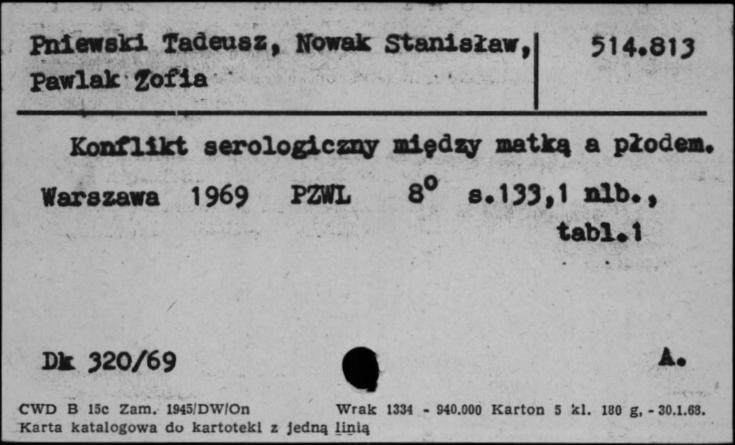 Pniewski Tadeusz, Nowak Stanisław, 514.813
Pawlak Zofia
Konflikt serologiczny między matką a płodem.
Warszawa 1969 PZWL 8° s.133,1 nlb.,
tabl.1
Dk 320/69 A.
CWD B 15c Zam. 1945/DW/On Wrak 1334 - 940.000 Karton 5 kl. 180 g, - 30.1.68.
Karta katalogowa do kartoteki z jedną linią